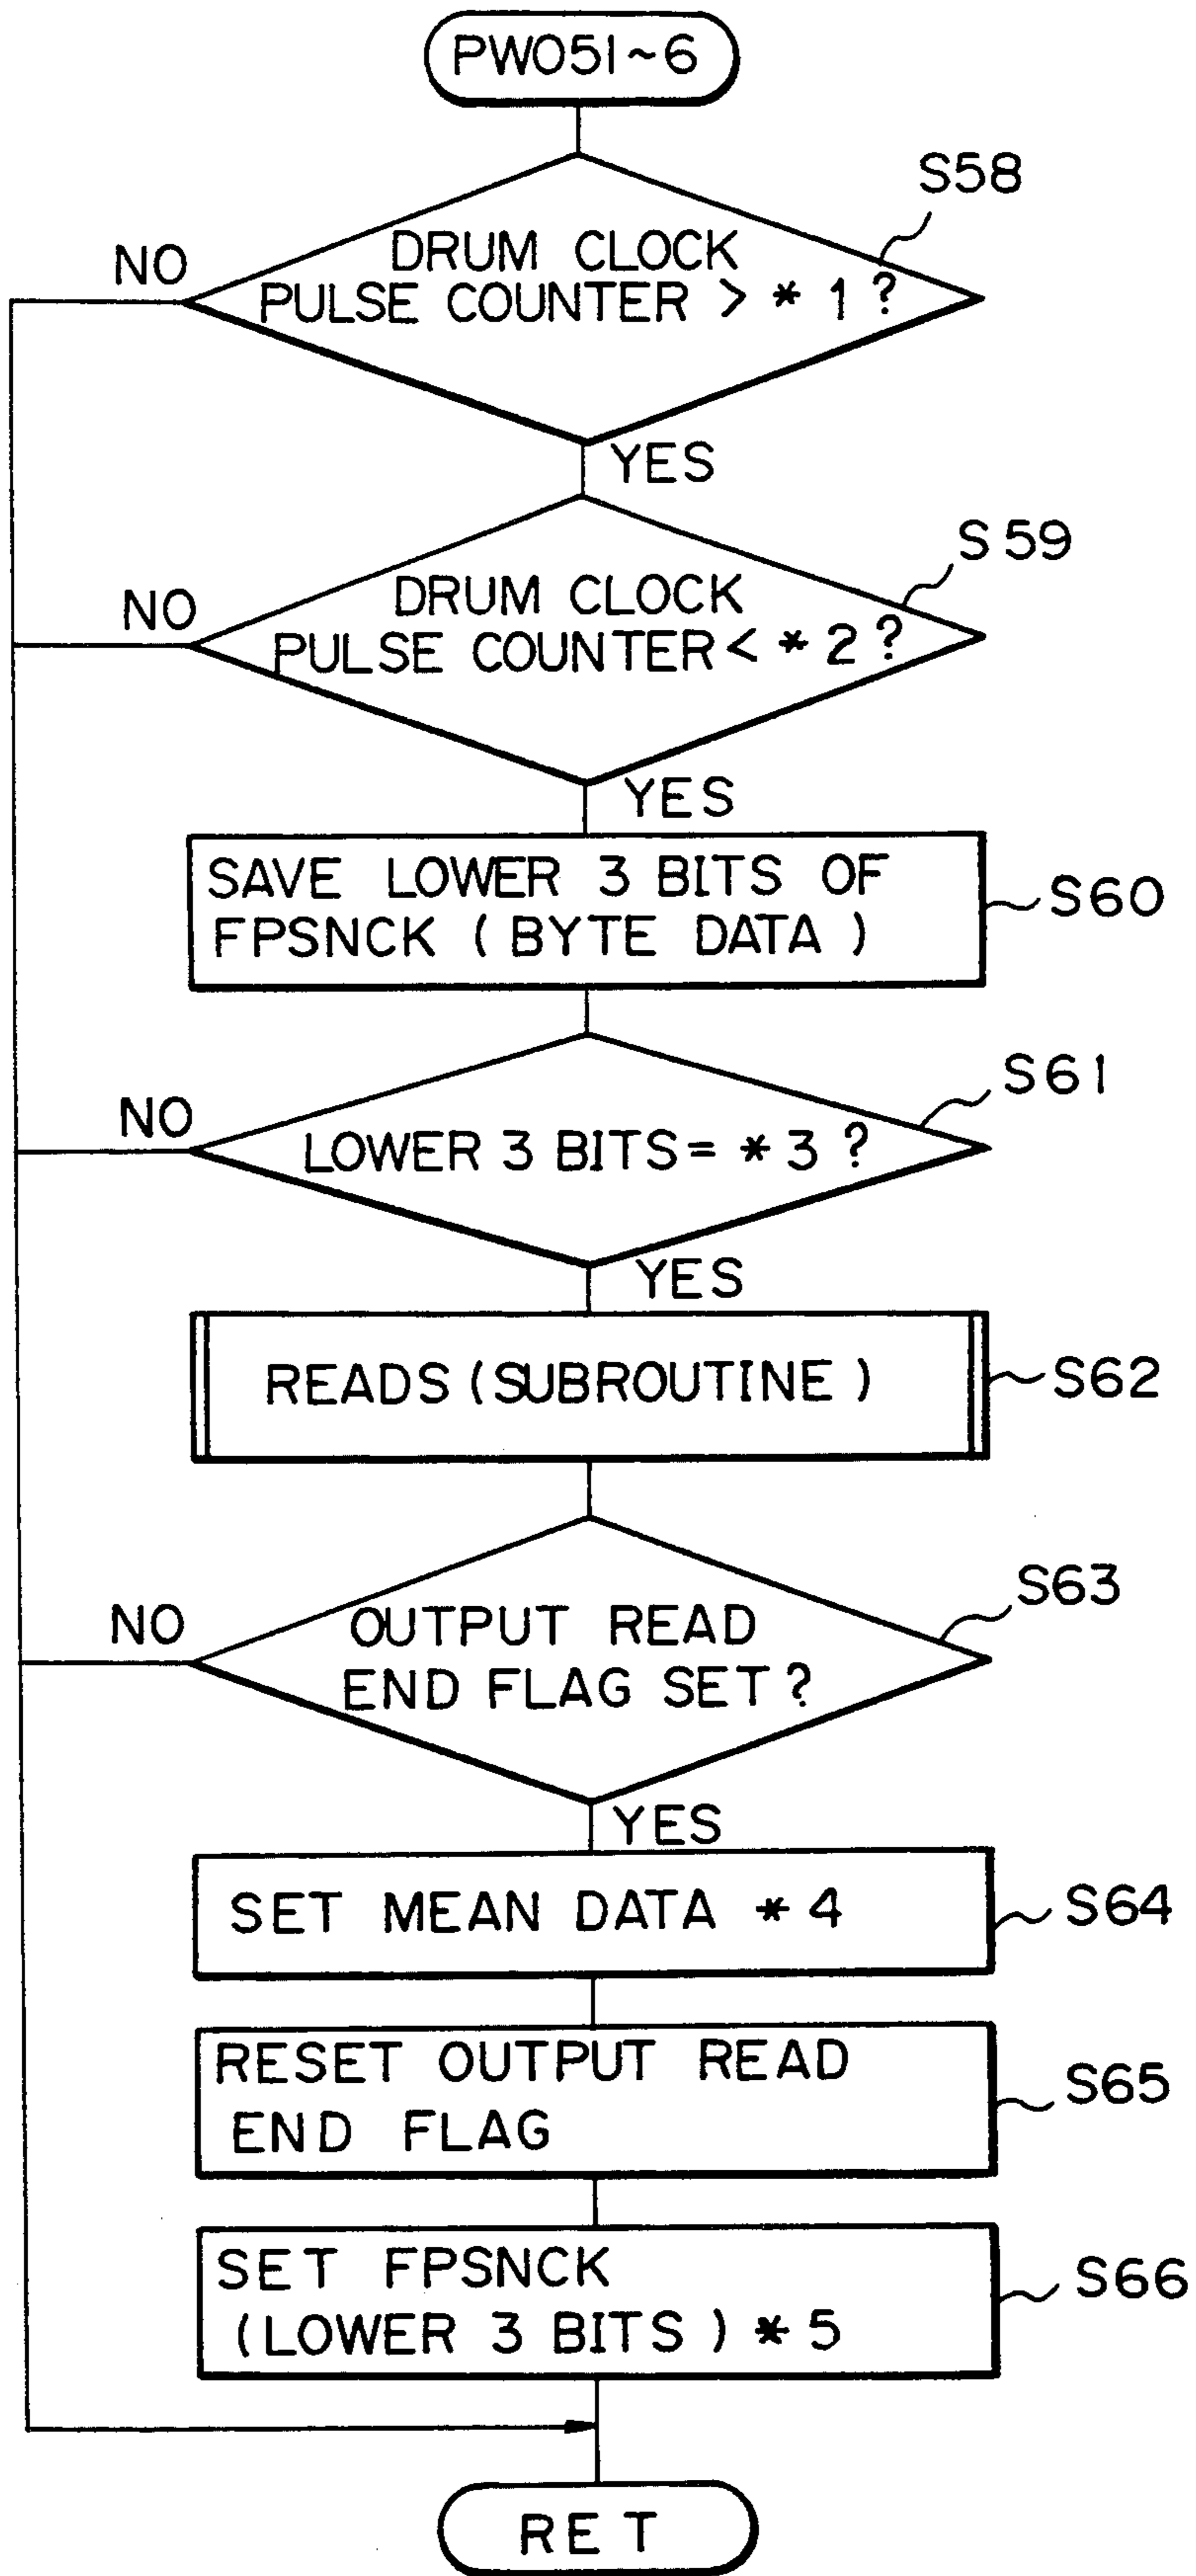 PW051~6
S58
DRUM CLOCK
NO
PULSE COUNTER > * 1 ?
YES
S59
DRUM CLOCK
NO
PULSE COUNTER < * 2 ?
YES
SAVE LOWER 3 BITS OF
FPSNCK ( BYTE DATA )
S60
S61
NO
LOWER 3 BITS = * 3 ?
YES
READS (SUBROUTINE)
S62
S63
NO
OUTPUT READ
END FLAG SET ?
YES
SET MEAN DATA * 4
S64
RESET OUTPUT READ
END FLAG
S65
SET FPSNCK
(LOWER 3 BITS ) * 5
S66
RET